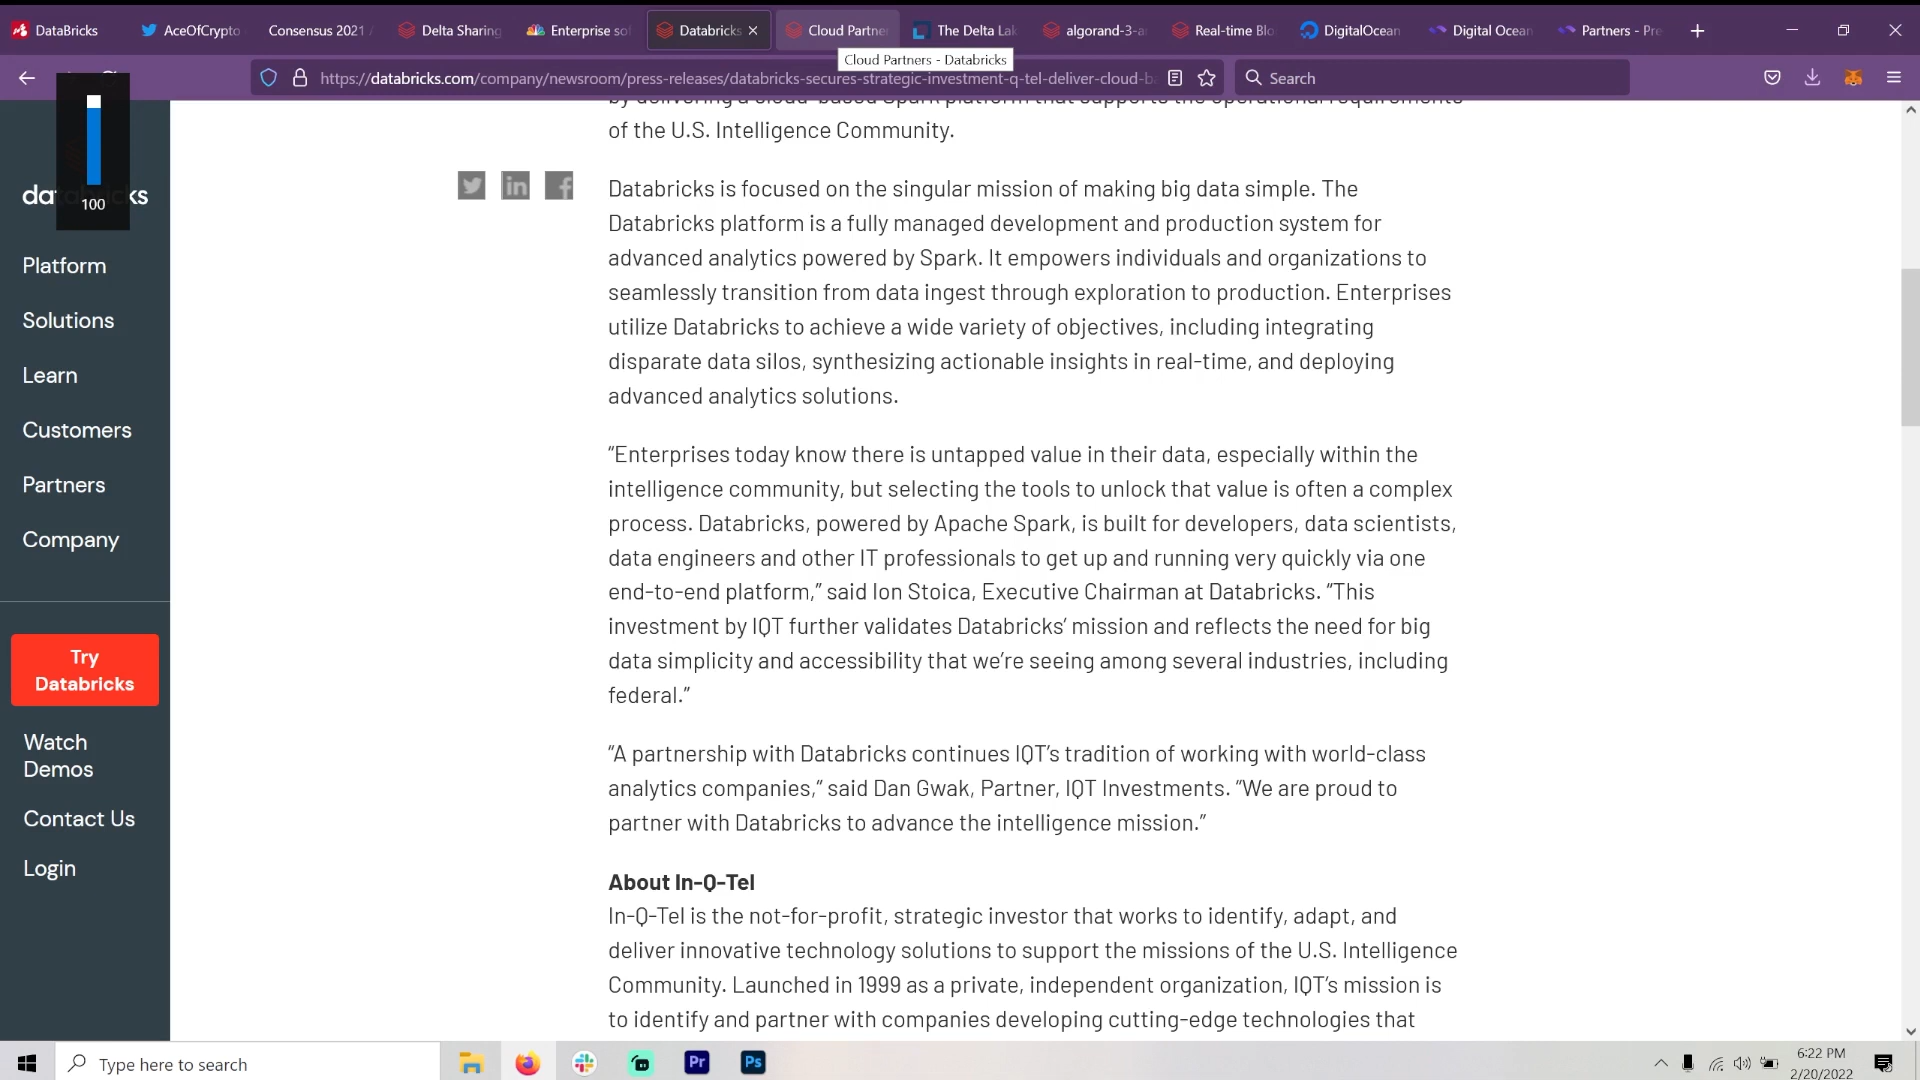 DataBricks
AceOfCrypto
Consensus 2021
Delta Sharing
Enterprise sof
Databricks
Cloud Partne
The Delta Lak
algorand-3-a
Real-time Blo
DigitalOcean
Digital Ocean
Partners - Pre
Cloud Partners - Databricks
https://databricks.com/company/newsroom/press-releases/databricks-secures-strategic-investment-q-tel-deliver-cloud-b
Search
100
Platform
Solutions
Learn
Customers
Partners
Company
Try
Databricks
Watch
Demos
Contact Us
Login
by delivering a cloud-based Spark platform that supports the operational requirements
of the U.S. Intelligence Community.
Databricks is focused on the singular mission of making big data simple. The
Databricks platform is a fully managed development and production system for
advanced analytics powered by Spark. It empowers individuals and organizations to
seamlessly transition from data ingest through exploration to production. Enterprises
utilize Databricks to achieve a wide variety of objectives, including integrating
disparate data silos, synthesizing actionable insights in real-time, and deploying
advanced analytics solutions.
“Enterprises today know there is untapped value in their data, especially within the
intelligence community, but selecting the tools to unlock that value is often a complex
process. Databricks, powered by Apache Spark, is built for developers, data scientists,
data engineers and other IT professionals to get up and running very quickly via one
end-to-end platform,” said Ion Stoica, Executive Chairman at Databricks. “This
investment by IQT further validates Databricks’ mission and reflects the need for big
data simplicity and accessibility that we’re seeing among several industries, including
federal.”
“A partnership with Databricks continues IQT’s tradition of working with world-class
analytics companies,” said Dan Gwak, Partner, IQT Investments. “We are proud to
partner with Databricks to advance the intelligence mission.”
About In-Q-Tel
In-Q-Tel is the not-for-profit, strategic investor that works to identify, adapt, and
deliver innovative technology solutions to support the missions of the U.S. Intelligence
Community. Launched in 1999 as a private, independent organization, IQT’s mission is
to identify and partner with companies developing cutting-edge technologies that
Type here to search
Pr
Ps
6:22 PM
2/20/2022